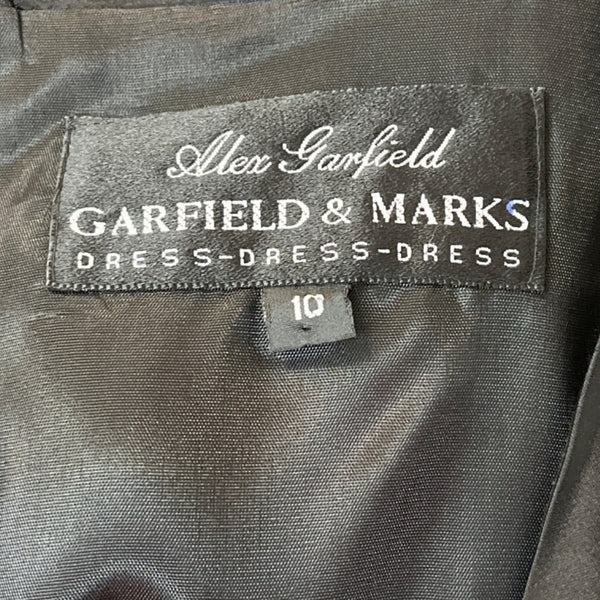 Alex Garfield
GARFIELD & MARKS
DRESS-DRESS-DRESS
10